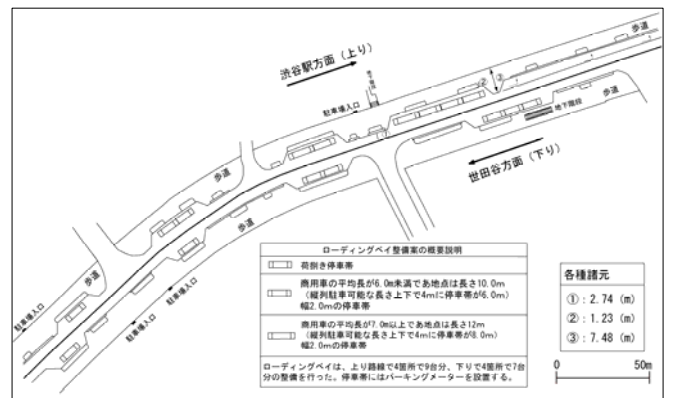 渋谷駅方面（上り）
歩道
地下階段
駐車場入口
②
③
①
歩道
地下階段
世田谷方面（下り）
歩道
歩道
歩道
歩道
駐車場入口
駐車場入口
駐車場入口
ローディングベイ整備案の概要説明
荷捌き停車帯
商用車の平均長が6.0m未満であ地点は長さ10.0m
（縦列駐車可能な長さ上下で4mに停車帯が6.0m）
幅2.0mの停車帯
商用車の平均長が7.0m以上であ地点は長さ12m
（縦列駐車可能な長さ上下で4mに停車帯が8.0m）
幅2.0mの停車帯
ローディングベイは、上り路線で4箇所で9台分、下りで4箇所で7台
分の整備を行った。停車帯にはパーキングメーターを設置する。
各種諸元
①：2.74 (m)
②：1.23 (m)
③：7.48 (m)
0 50m